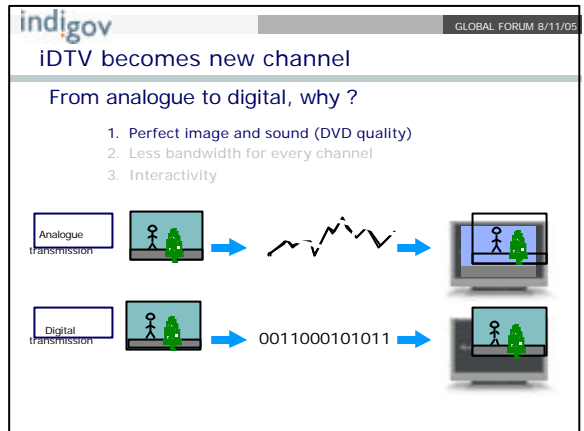 indigov
GLOBAL FORUM 8/11/05
iDTV becomes new channel
From analogue to digital, why ?
1. Perfect image and sound (DVD quality)
2. Less bandwidth for every channel
3. Interactivity
Analogue
transmission
Digital
transmission
0011000101011